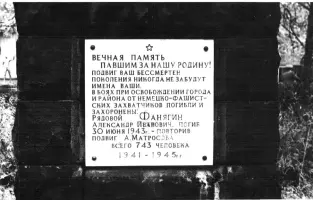 ВЕЧНАЯ ПАМЯТЬ
ПАВШИМ ЗА НАШУ РОДИНУ!
ПОДВИГ ВАШ БЕССМЕРТЕН
ПОКОЛЕНИЯ НИКОГДА НЕ ЗАБУДУТ
ИМЕНА ВАШИ.
В БОЯХ ПРИ ОСВОБОЖДЕНИИ ГОРОДА
И РАЙОНА ОТ НЕМЕЦКО-ФАШИСТ-
СКИХ ЗАХВАТЧИКОВ ПОГИБЛИ И
ЗАХОРОНЕНЫ:
РЯДОВОЙ ФАНЯГИН
АЛЕКСАНДР ИВАНОВИЧ, ПОГИБ
30 ИЮНЯ 1943г. - ПОВТОРИВ
ПОДВИГ А. МАТРОСОВА
ВСЕГО 743 ЧЕЛОВЕКА
1941-1945гг.